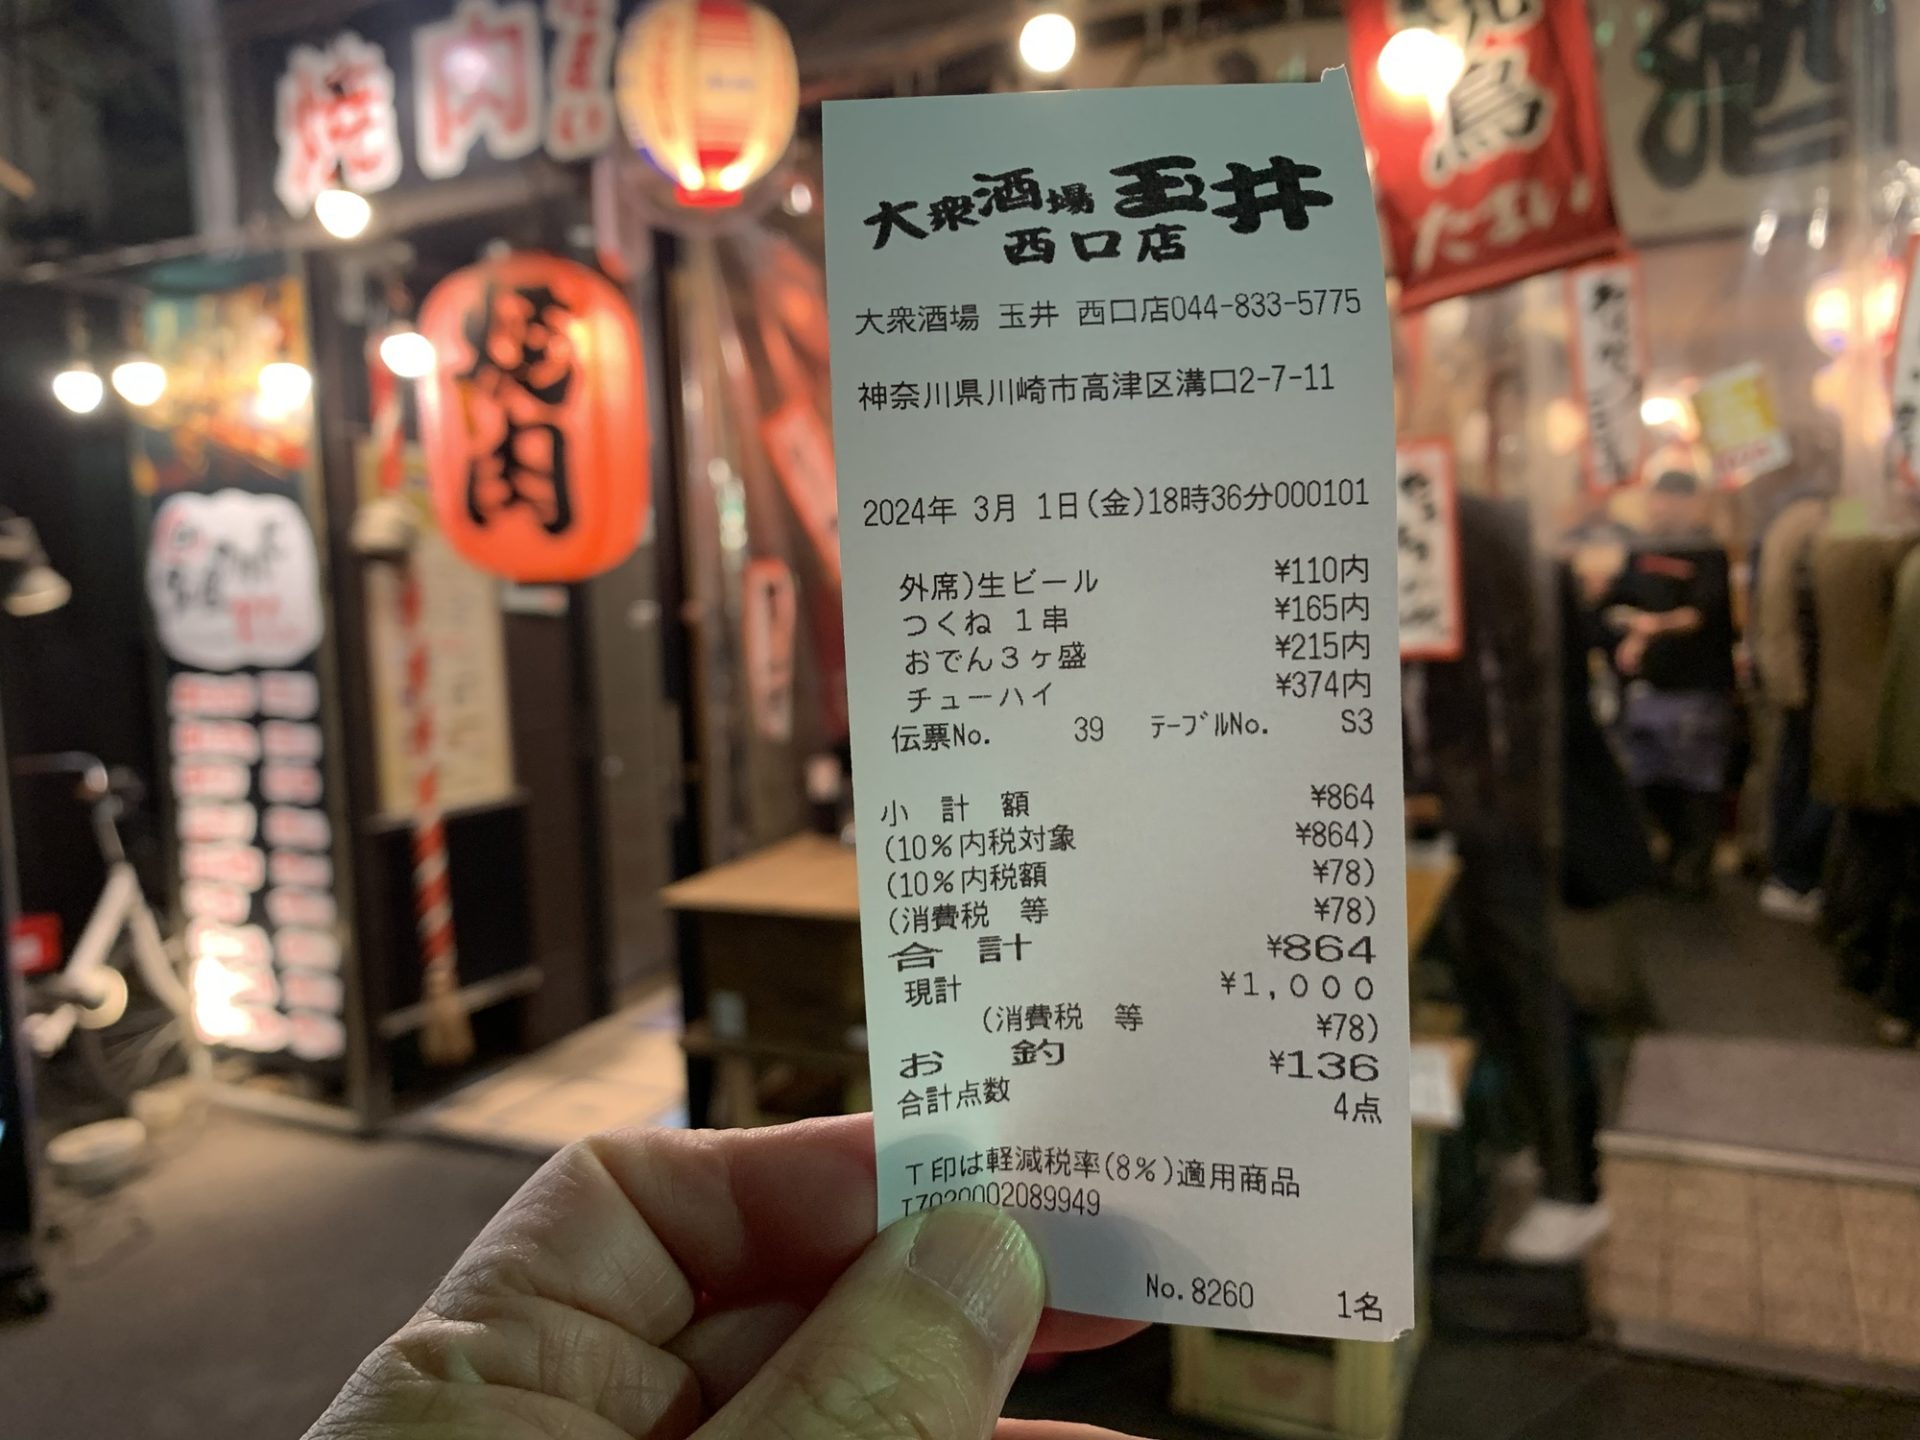 焼肉
焼肉
鳥
たまい
酒
大衆酒場 玉井
西口店
大衆酒場 玉井 西口店044-833-5775
神奈川県川崎市高津区溝口2-7-11
2024年 3月 1日(金)18時36分000101
外席)生ビール ¥110内
つくね 1串 ¥165内
おでん3ヶ盛 ¥215内
チューハイ ¥374内
伝票No. 39 テーブルNo. S3
小計額 ¥864
(10%内税対象 ¥864)
(10%内税額 ¥78)
(消費税 等 ¥78)
合計 ¥864
現計 ¥1,000
(消費税 等 ¥78)
お釣 ¥136
合計点数 4点
T印は軽減税率(8%)適用商品
T7020002089949
No.8260 1名